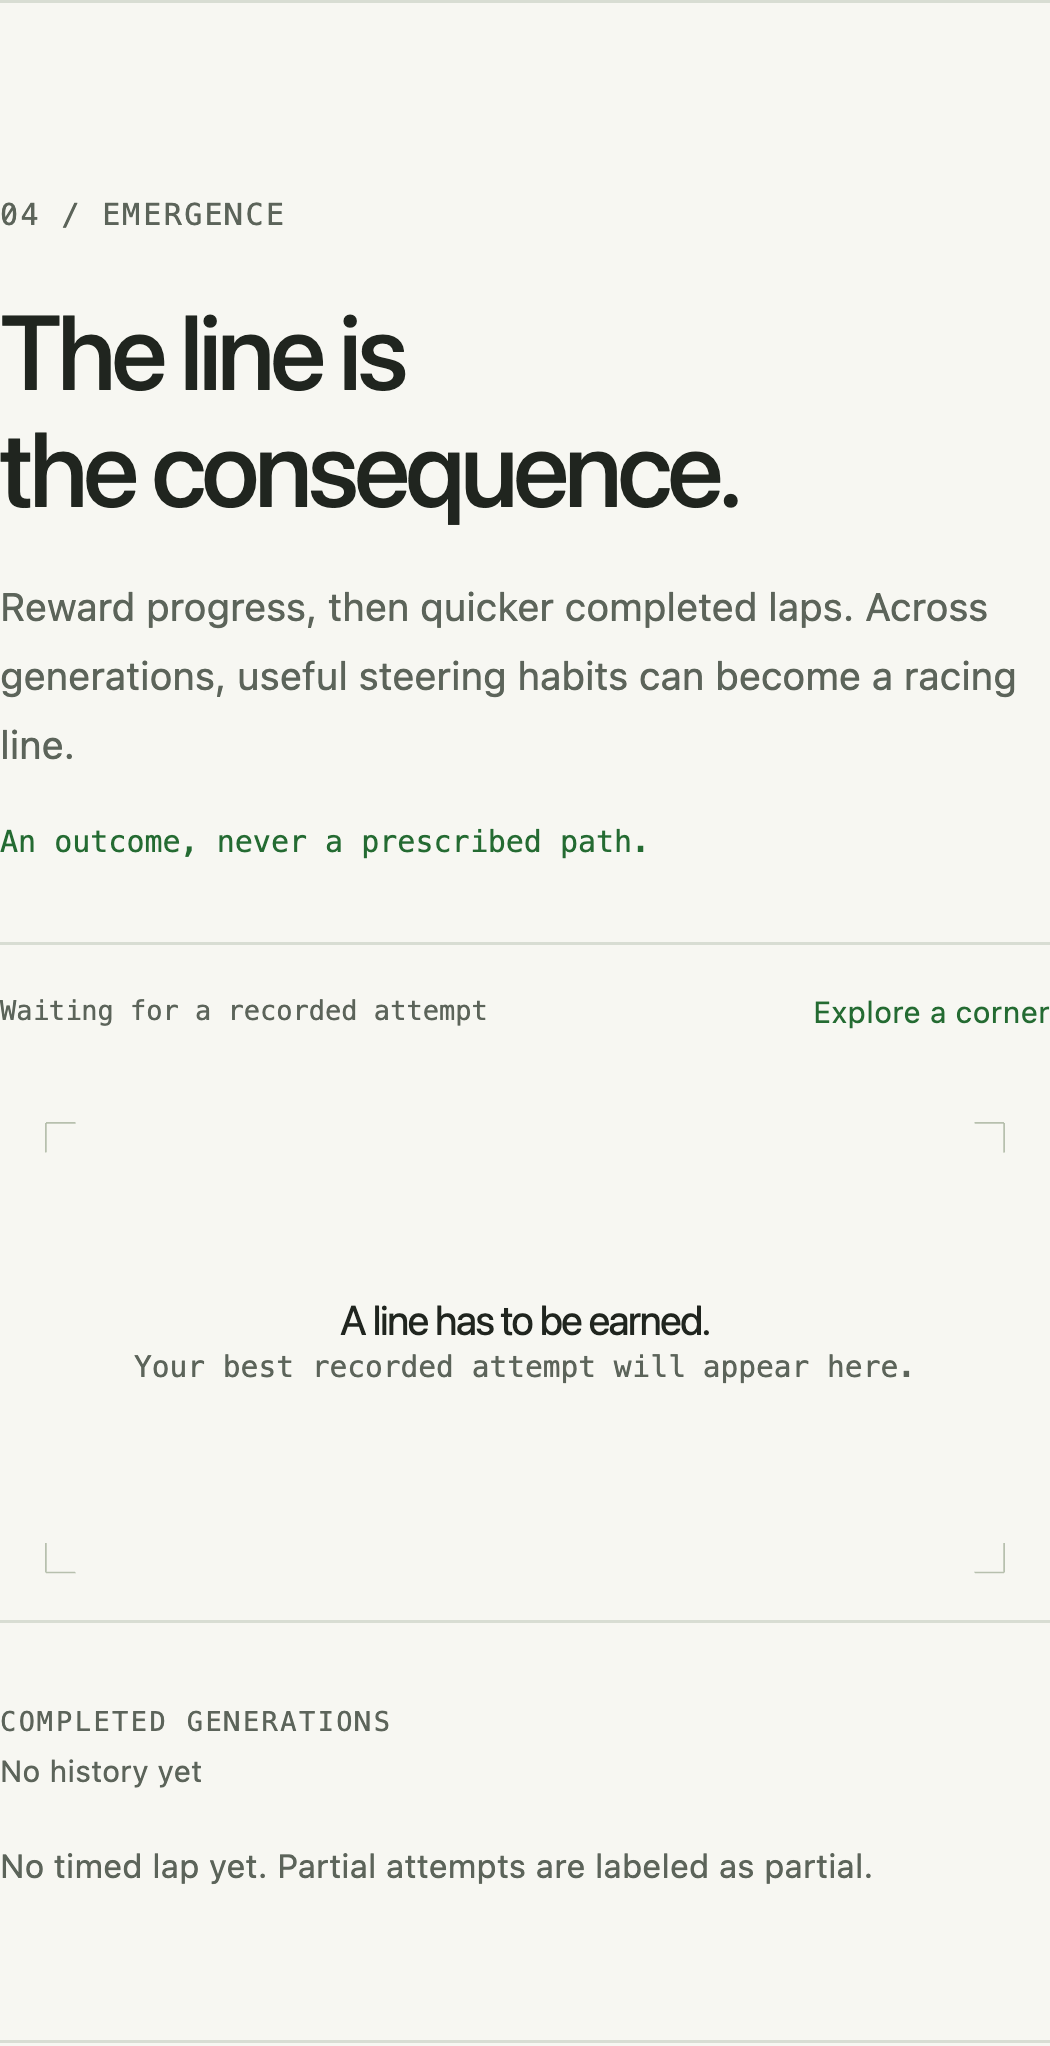 04 / EMERGENCE
The line is
the consequence.
Reward progress, then quicker completed laps. Across
generations, useful steering habits can become a racing
line.
An outcome, never a prescribed path.
Waiting for a recorded attempt
Explore a corner
A line has to be earned.
Your best recorded attempt will appear here.
COMPLETED GENERATIONS
No history yet
No timed lap yet. Partial attempts are labeled as partial.